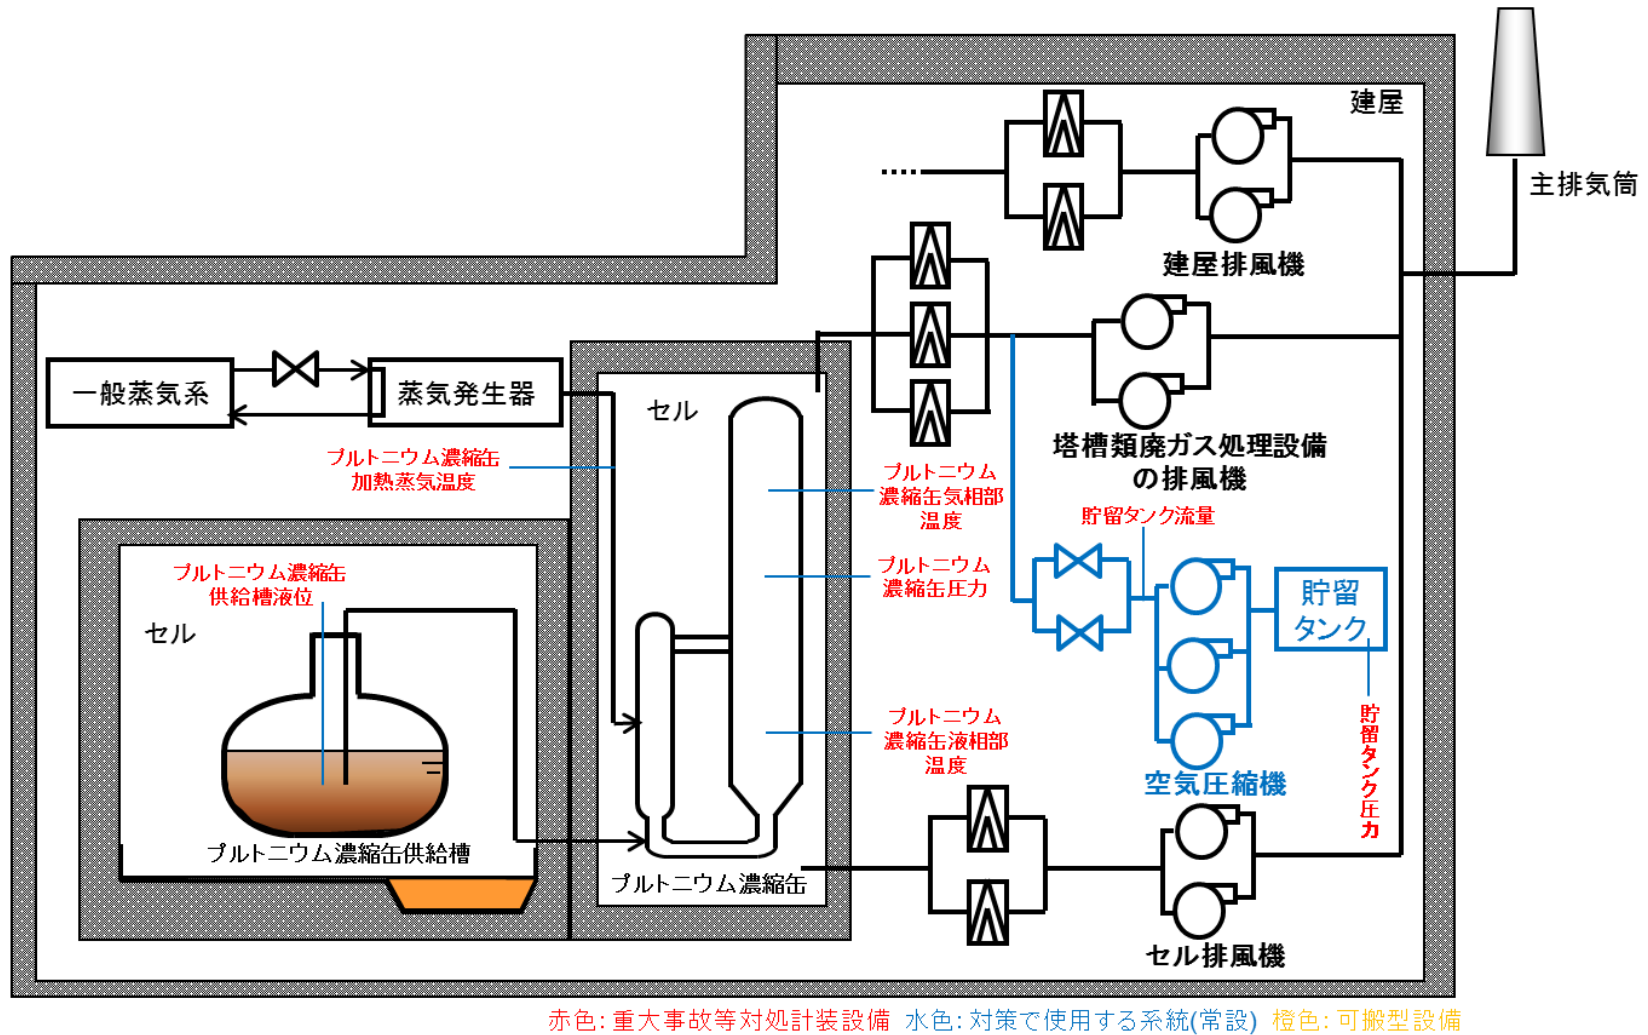 建屋
主排気筒
建屋排風機
一般蒸気系
蒸気発生器
セル
プルトニウム濃縮缶
加熱蒸気温度
プルトニウム
濃縮缶気相部
温度
塔槽類廃ガス処理設備
の排風機
貯留タンク流量
プルトニウム濃縮缶
供給槽液位
セル
プルトニウム
濃縮缶圧力
貯留
タンク
プルトニウム
濃縮缶液相部
温度
空気圧縮機
貯留タンク圧力
プルトニウム濃縮缶供給槽
プルトニウム濃縮缶
セル排風機
赤色：重大事故等対処計装設備 水色：対策で使用する系統(常設) 橙色：可搬型設備